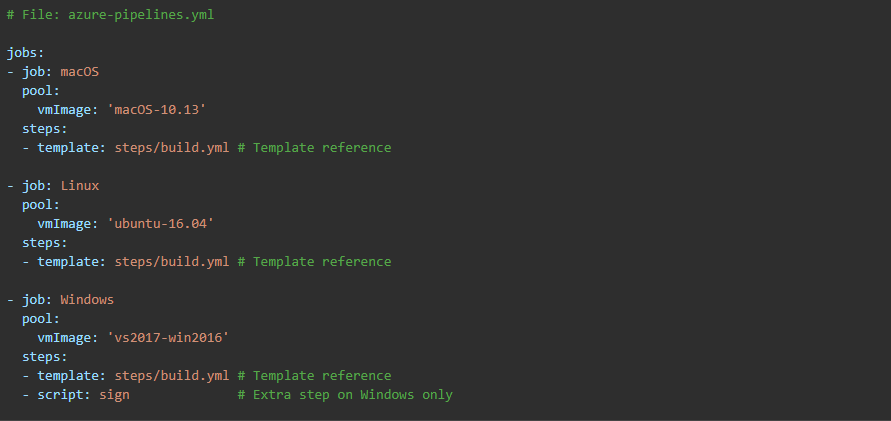 # File: azure-pipelines.yml
jobs:
- job: macOS
  pool:
    vmImage: 'macOS-10.13'
  steps:
  - template: steps/build.yml # Template reference
- job: Linux
  pool:
    vmImage: 'ubuntu-16.04'
  steps:
  - template: steps/build.yml # Template reference
- job: Windows
  pool:
    vmImage: 'vs2017-win2016'
  steps:
  - template: steps/build.yml # Template reference
  - script: sign              # Extra step on Windows only